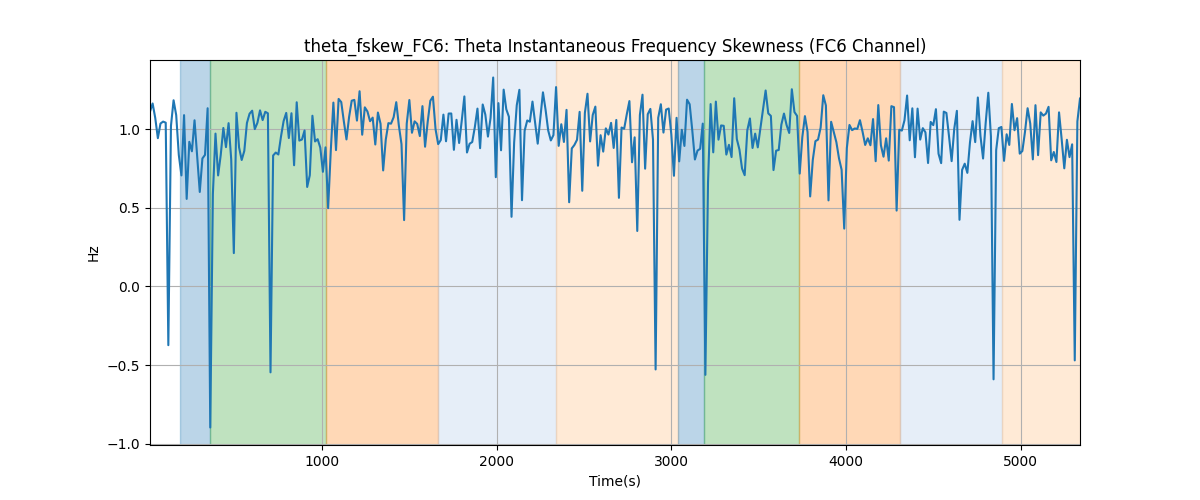 theta_fskew_FC6: Theta Instantaneous Frequency Skewness (FC6 Channel)
1.0
0.5
0.0
−0.5
−1.0
Hz
1000 2000 3000 4000 5000
Time(s)